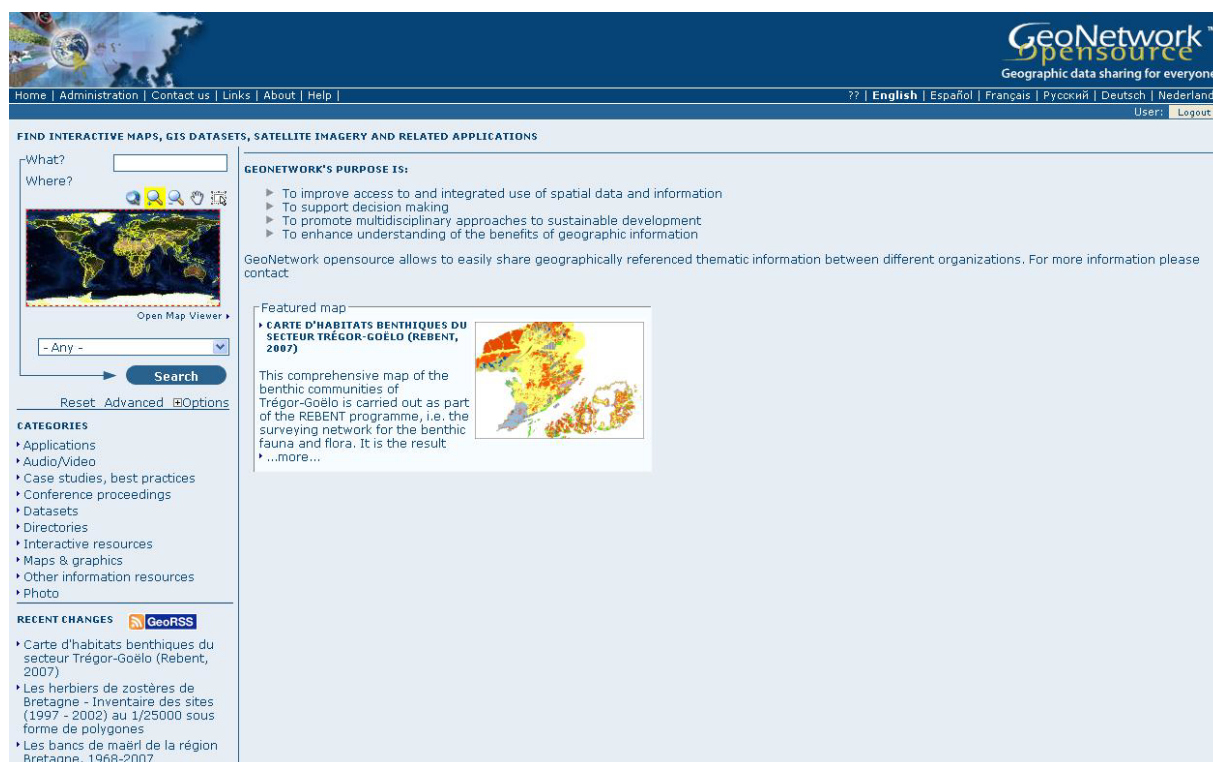 GeoNetwork™
Opensource
Geographic data sharing for everyone
Home | Administration | Contact us | Links | About | Help |
?? | English | Español | Français | Русский | Deutsch | Nederland
User: Logout
FIND INTERACTIVE MAPS, GIS DATASETS, SATELLITE IMAGERY AND RELATED APPLICATIONS
What?
Where?
Open Map Viewer
- Any -
Search
Reset Advanced Options
CATEGORIES
Applications
Audio/Video
Case studies, best practices
Conference proceedings
Datasets
Directories
Interactive resources
Maps & graphics
Other information resources
Photo
RECENT CHANGES GeoRSS
Carte d'habitats benthiques du
secteur Trégor-Goëlo (Rebent,
2007)
Les herbiers de zostères de
Bretagne - Inventaire des sites
(1997 - 2002) au 1/25000 sous
forme de polygones
Les bancs de maërl de la région
Bretagne, 1968-2007
GEONETWORK'S PURPOSE IS:
To improve access to and integrated use of spatial data and information
To support decision making
To promote multidisciplinary approaches to sustainable development
To enhance understanding of the benefits of geographic information
GeoNetwork opensource allows to easily share geographically referenced thematic information between different organizations. For more information please
contact
Featured map
CARTE D'HABITATS BENTHIQUES DU
SECTEUR TRÉGOR-GOËLO (REBENT,
2007)
This comprehensive map of the
benthic communities of
Trégor-Goëlo is carried out as part
of the REBENT programme, i.e. the
surveying network for the benthic
fauna and flora. It is the result
...more...